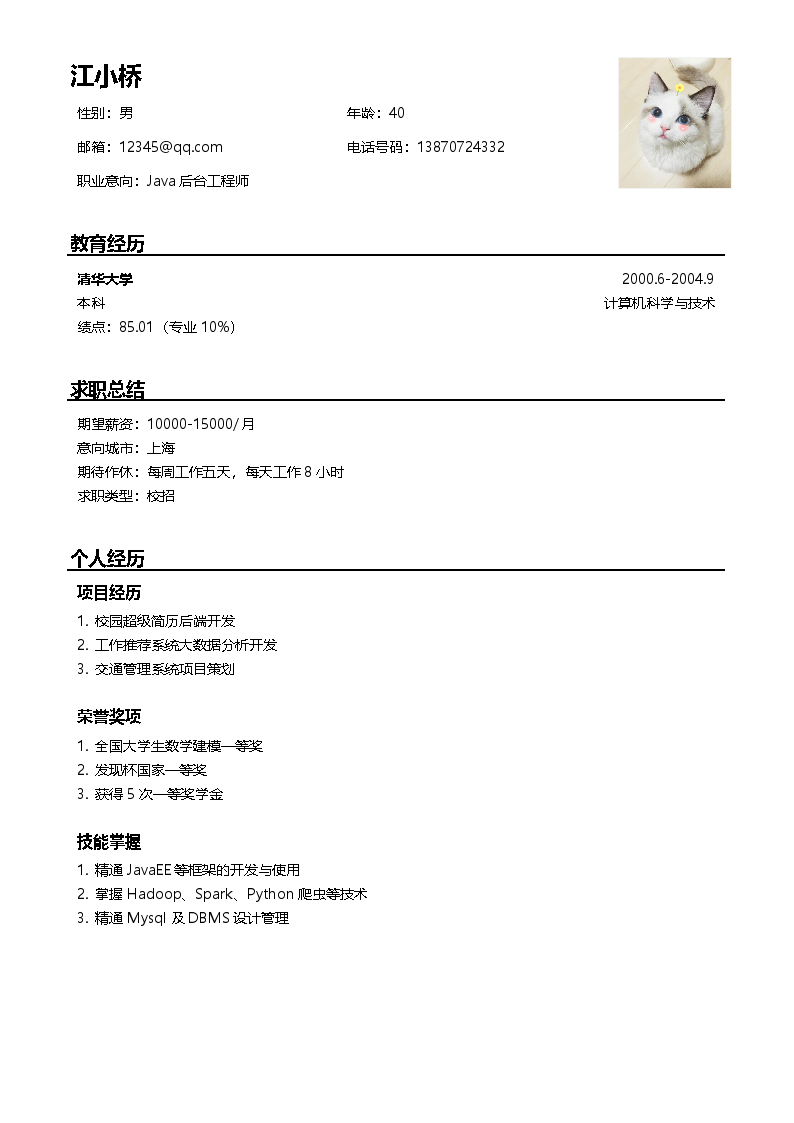 江小桥
性别：男 年龄：40
邮箱：12345@qq.com 电话号码：13870724332
职业意向：Java 后台工程师
教育经历
清华大学 2000.6-2004.9
本科 计算机科学与技术
绩点：85.01（专业 10%）
求职总结
期望薪资：10000-15000/月
意向城市：上海
期待作休：每周工作五天，每天工作 8 小时
求职类型：校招
个人经历
项目经历
1. 校园超级简历后端开发
2. 工作推荐系统大数据分析开发
3. 交通管理系统项目策划
荣誉奖项
1. 全国大学生数学建模一等奖
2. 发现杯国家一等奖
3. 获得 5 次一等奖学金
技能掌握
1. 精通 JavaEE 等框架的开发与使用
2. 掌握 Hadoop、Spark、Python 爬虫等技术
3. 精通 Mysql 及 DBMS 设计管理